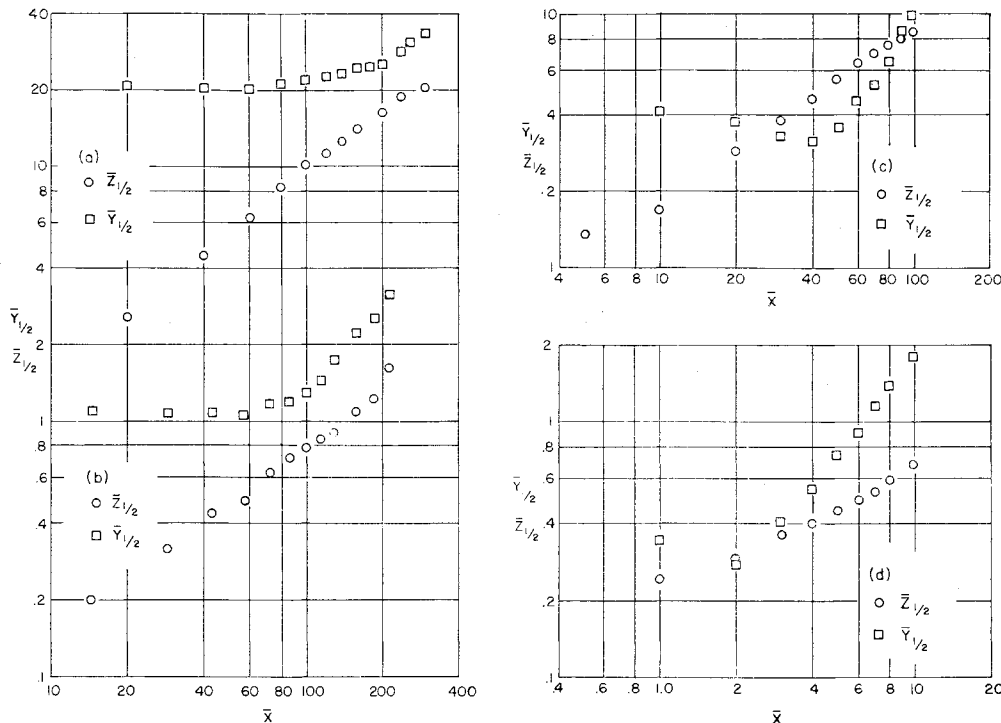 40
20
(a)
○ Z̄1/2
□ Ȳ1/2
10
8
6
4
Ȳ1/2
Z̄1/2
2
1
.8
(b)
○ Z̄1/2
□ Ȳ1/2
.6
.4
.2
.1
10 20 40 60 80 100 200 400
X̄
10
8
6
4
Ȳ1/2
Z̄1/2
.2
1
(c)
○ Z̄1/2
□ Ȳ1/2
4 6 8 10 20 40 60 100 200
X̄
2
1
.8
.6
Ȳ1/2
.4
Z̄1/2
.2
.1
(d)
○ Z̄1/2
□ Ȳ1/2
.4 .6 .8 1.0 2 4 6 8 10 20
X̄